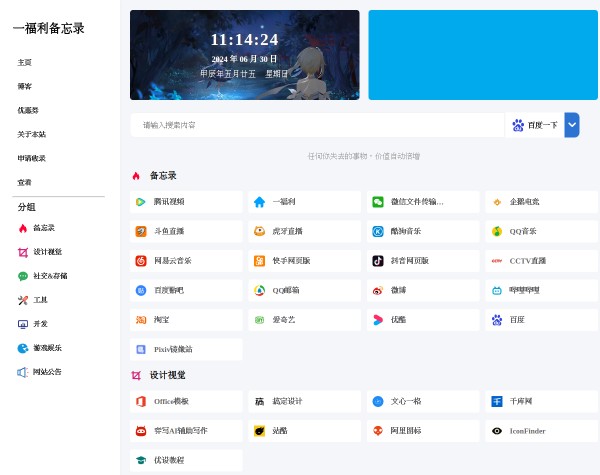 一福利备忘录
主页
博客
优惠券
关于本站
申请收录
查看
分组
备忘录
设计视觉
社交&存储
工具
开发
游戏娱乐
网站公告
11:14:24
2024 年 06 月 30 日
甲辰年五月廿五 星期日
请输入搜索内容
百度一下
任何你失去的事物，价值自动倍增
备忘录
腾讯视频 一福利 微信文件传输... 企鹅电竞
斗鱼直播 虎牙直播 酷狗音乐 QQ音乐
网易云音乐 快手网页版 抖音网页版 CCTV直播
百度贴吧 QQ邮箱 微博 哔哩哔哩
淘宝 爱奇艺 优酷 百度
Pixiv镜像站
设计视觉
Office模板 搞定设计 文心一格 千库网
笔写AI辅助写作 站酷 阿里图标 IconFinder
优设教程